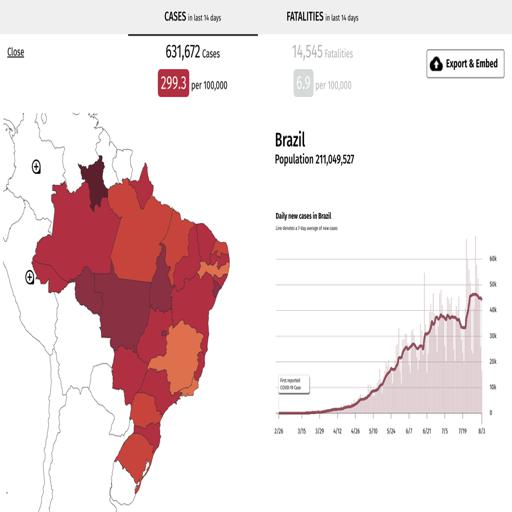 CASES in last 14 days
FATALITIES in last 14 days
Close
631,672 Cases
14,545 Fatalities
Export & Embed
299.3 per 100,000
6.9 per 100,000
Brazil
Population 211,049,527
Daily new cases in Brazil
Line denotes a 7-day average of new cases
60k
50k
40k
30k
20k
10k
0
First reported
COVID-19 Case
2/26
3/15
3/29
4/12
4/26
5/10
5/24
6/7
6/21
7/5
7/19
8/3